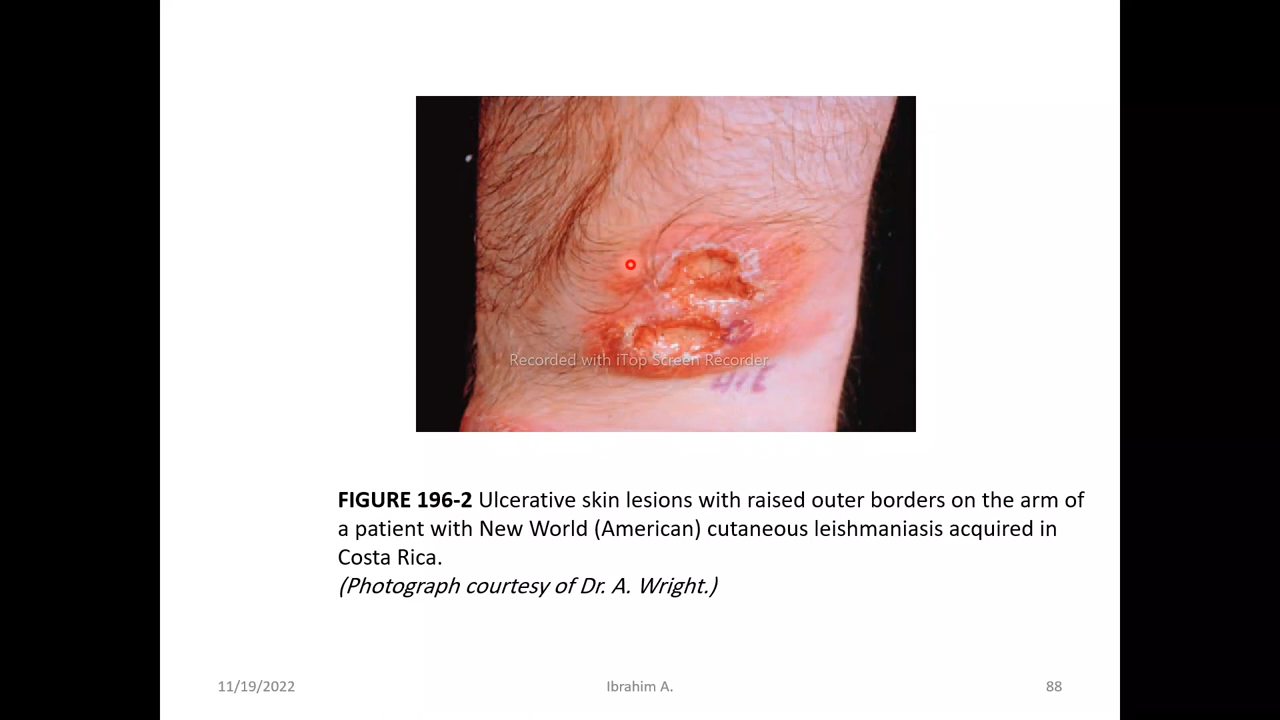 Recorded with iTop Screen Recorder
FIGURE 196-2 Ulcerative skin lesions with raised outer borders on the arm of
a patient with New World (American) cutaneous leishmaniasis acquired in
Costa Rica.
(Photograph courtesy of Dr. A. Wright.)
11/19/2022
Ibrahim A.
88